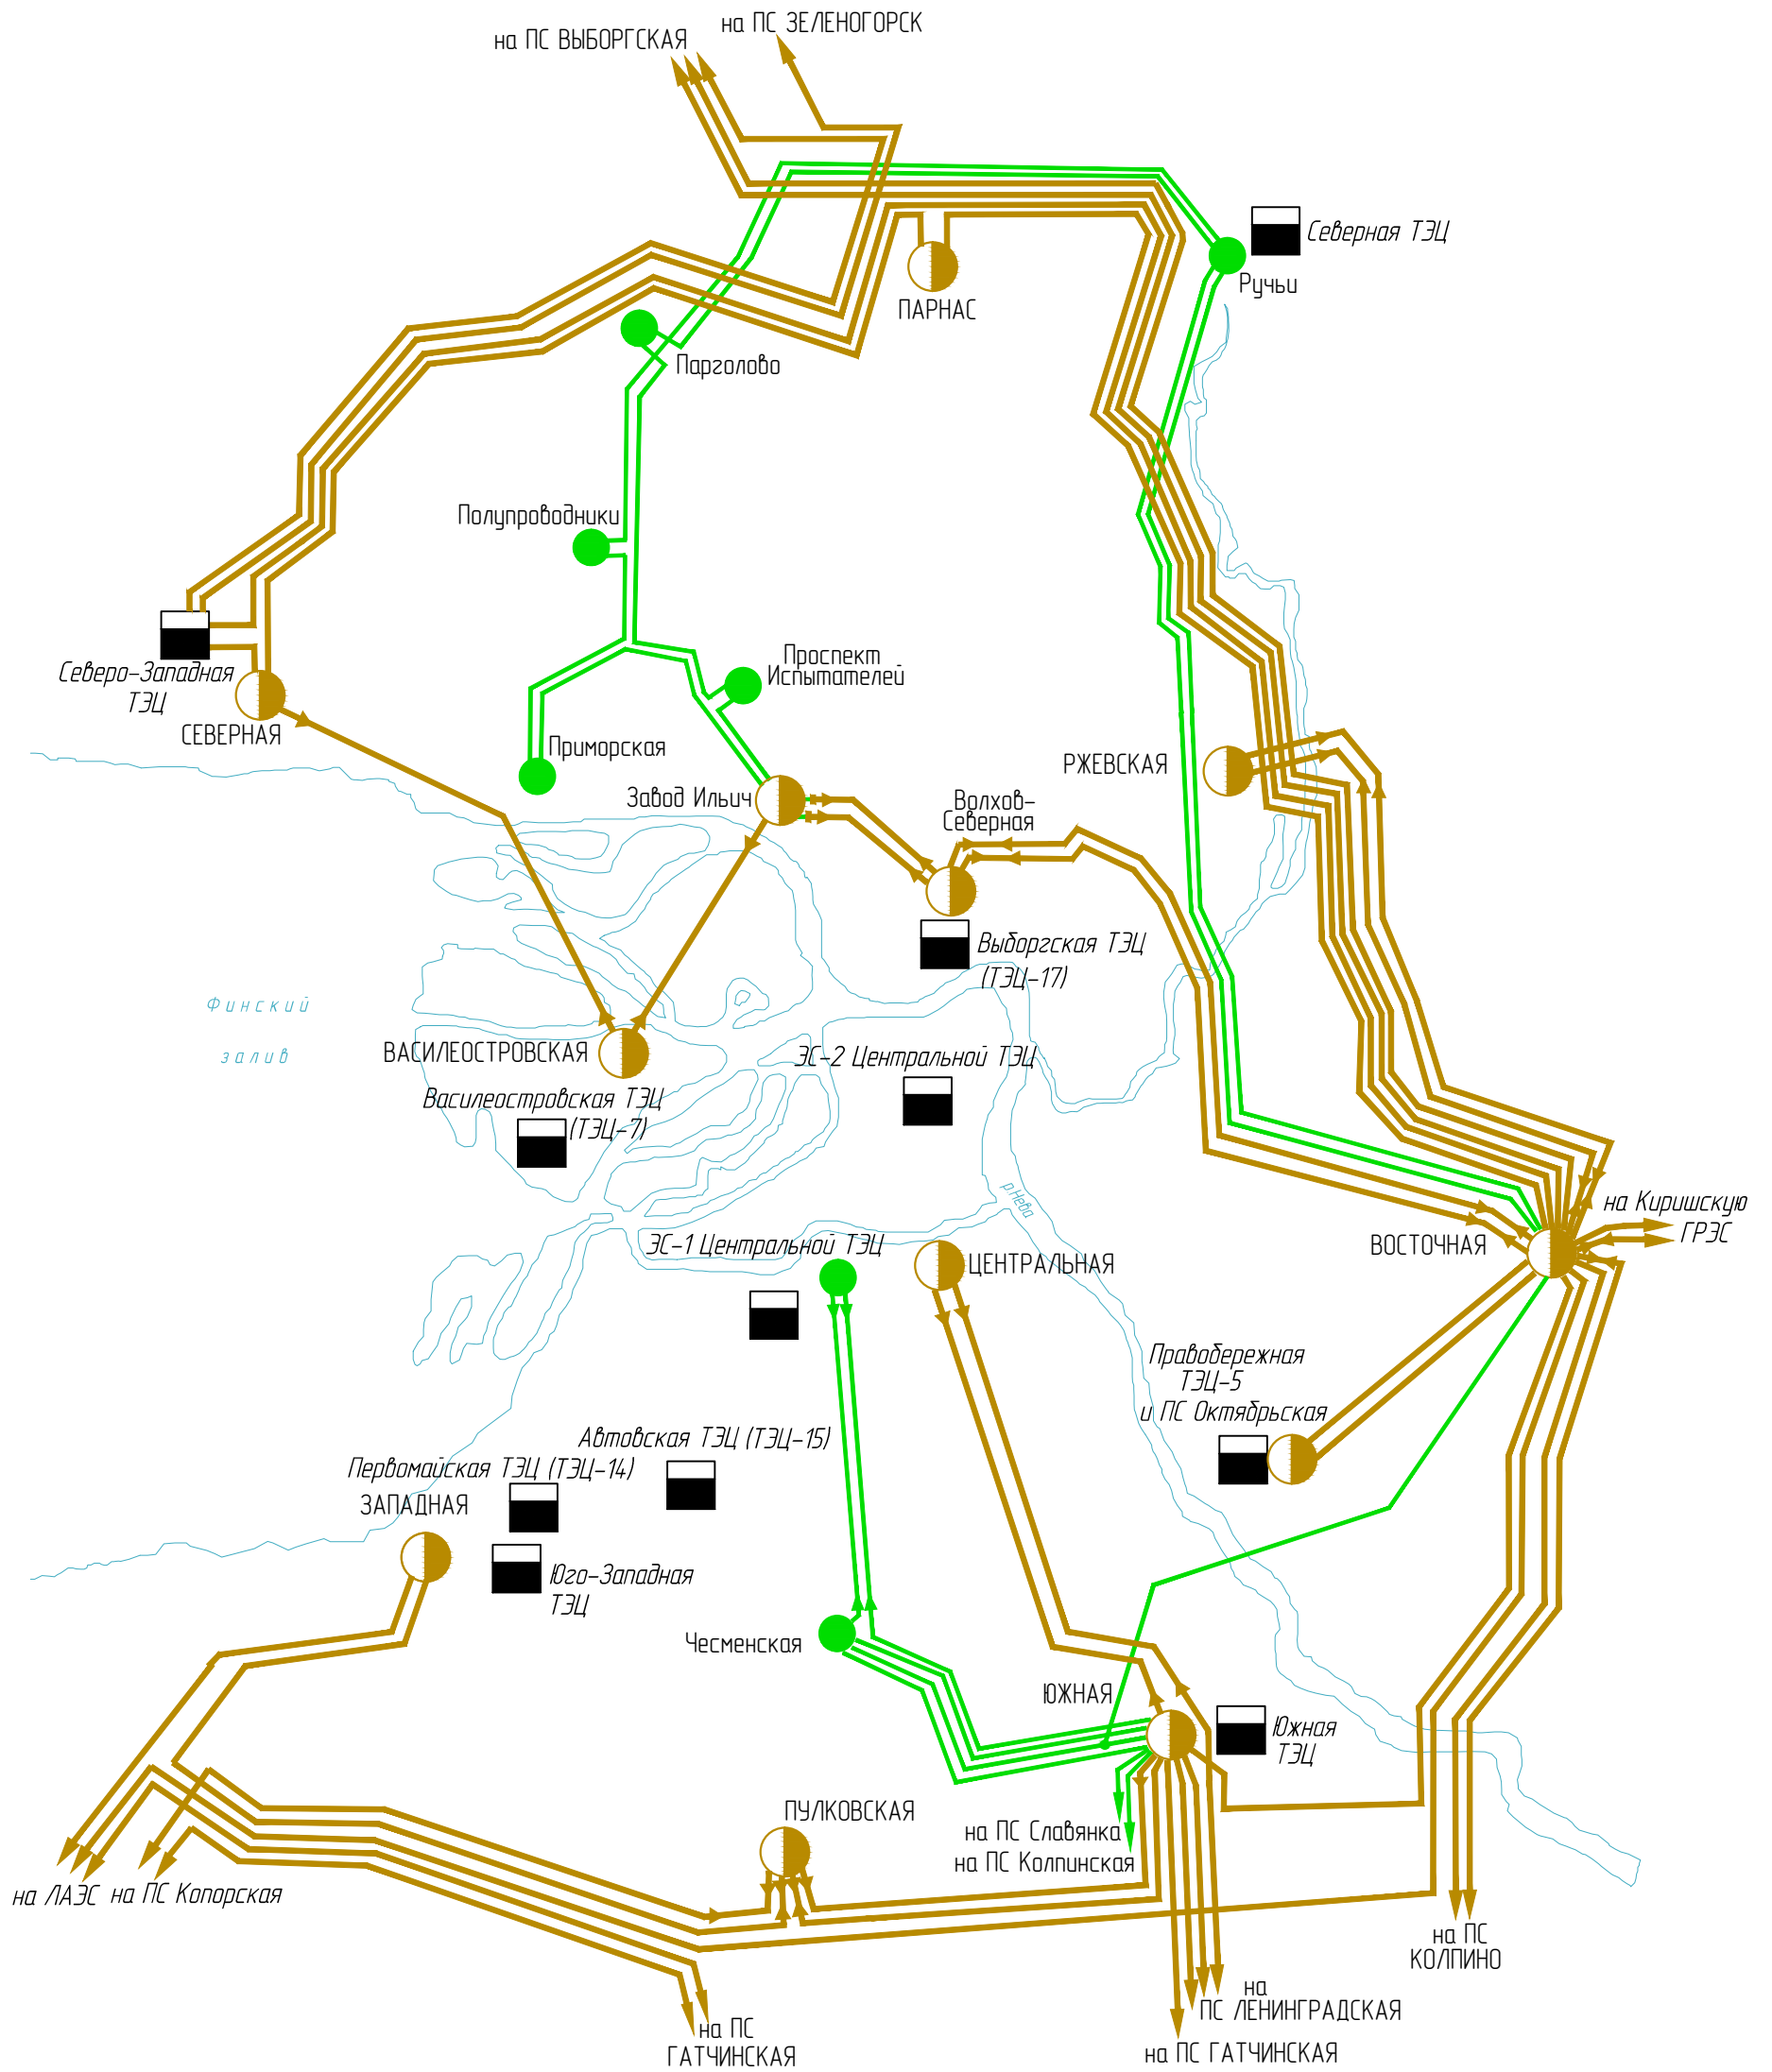 на ПС ЗЕЛЕНОГОРСК
на ПС ВЫБОРГСКАЯ
Северная ТЭЦ
Ручьи
ПАРНАС
Парголово
Полупроводники
Проспект
Испытателей
Северо-Западная
ТЭЦ
СЕВЕРНАЯ
Приморская
РЖЕВСКАЯ
Завод Ильич
Волхов-
Северная
Выборгская ТЭЦ
(ТЭЦ-17)
Финский
залив
ВАСИЛЕОСТРОВСКАЯ
ЭС-2 Центральной ТЭЦ
Василеостровская ТЭЦ
(ТЭЦ-7)
р.Нева
на Киришскую
ГРЭС
ВОСТОЧНАЯ
ЭС-1 Центральной ТЭЦ
ЦЕНТРАЛЬНАЯ
Правобережная
ТЭЦ-5
и ПС Октябрьская
Автовская ТЭЦ (ТЭЦ-15)
Первомайская ТЭЦ (ТЭЦ-14)
ЗАПАДНАЯ
Юго-Западная
ТЭЦ
Чесменская
ЮЖНАЯ
Южная
ТЭЦ
ПУЛКОВСКАЯ
на ПС Славянка
на ПС Колпинская
на ЛАЭС
на ПС Копорская
на ПС
КОЛПИНО
на
ПС ЛЕНИНГРАДСКАЯ
на ПС
ГАТЧИНСКАЯ
на ПС ГАТЧИНСКАЯ